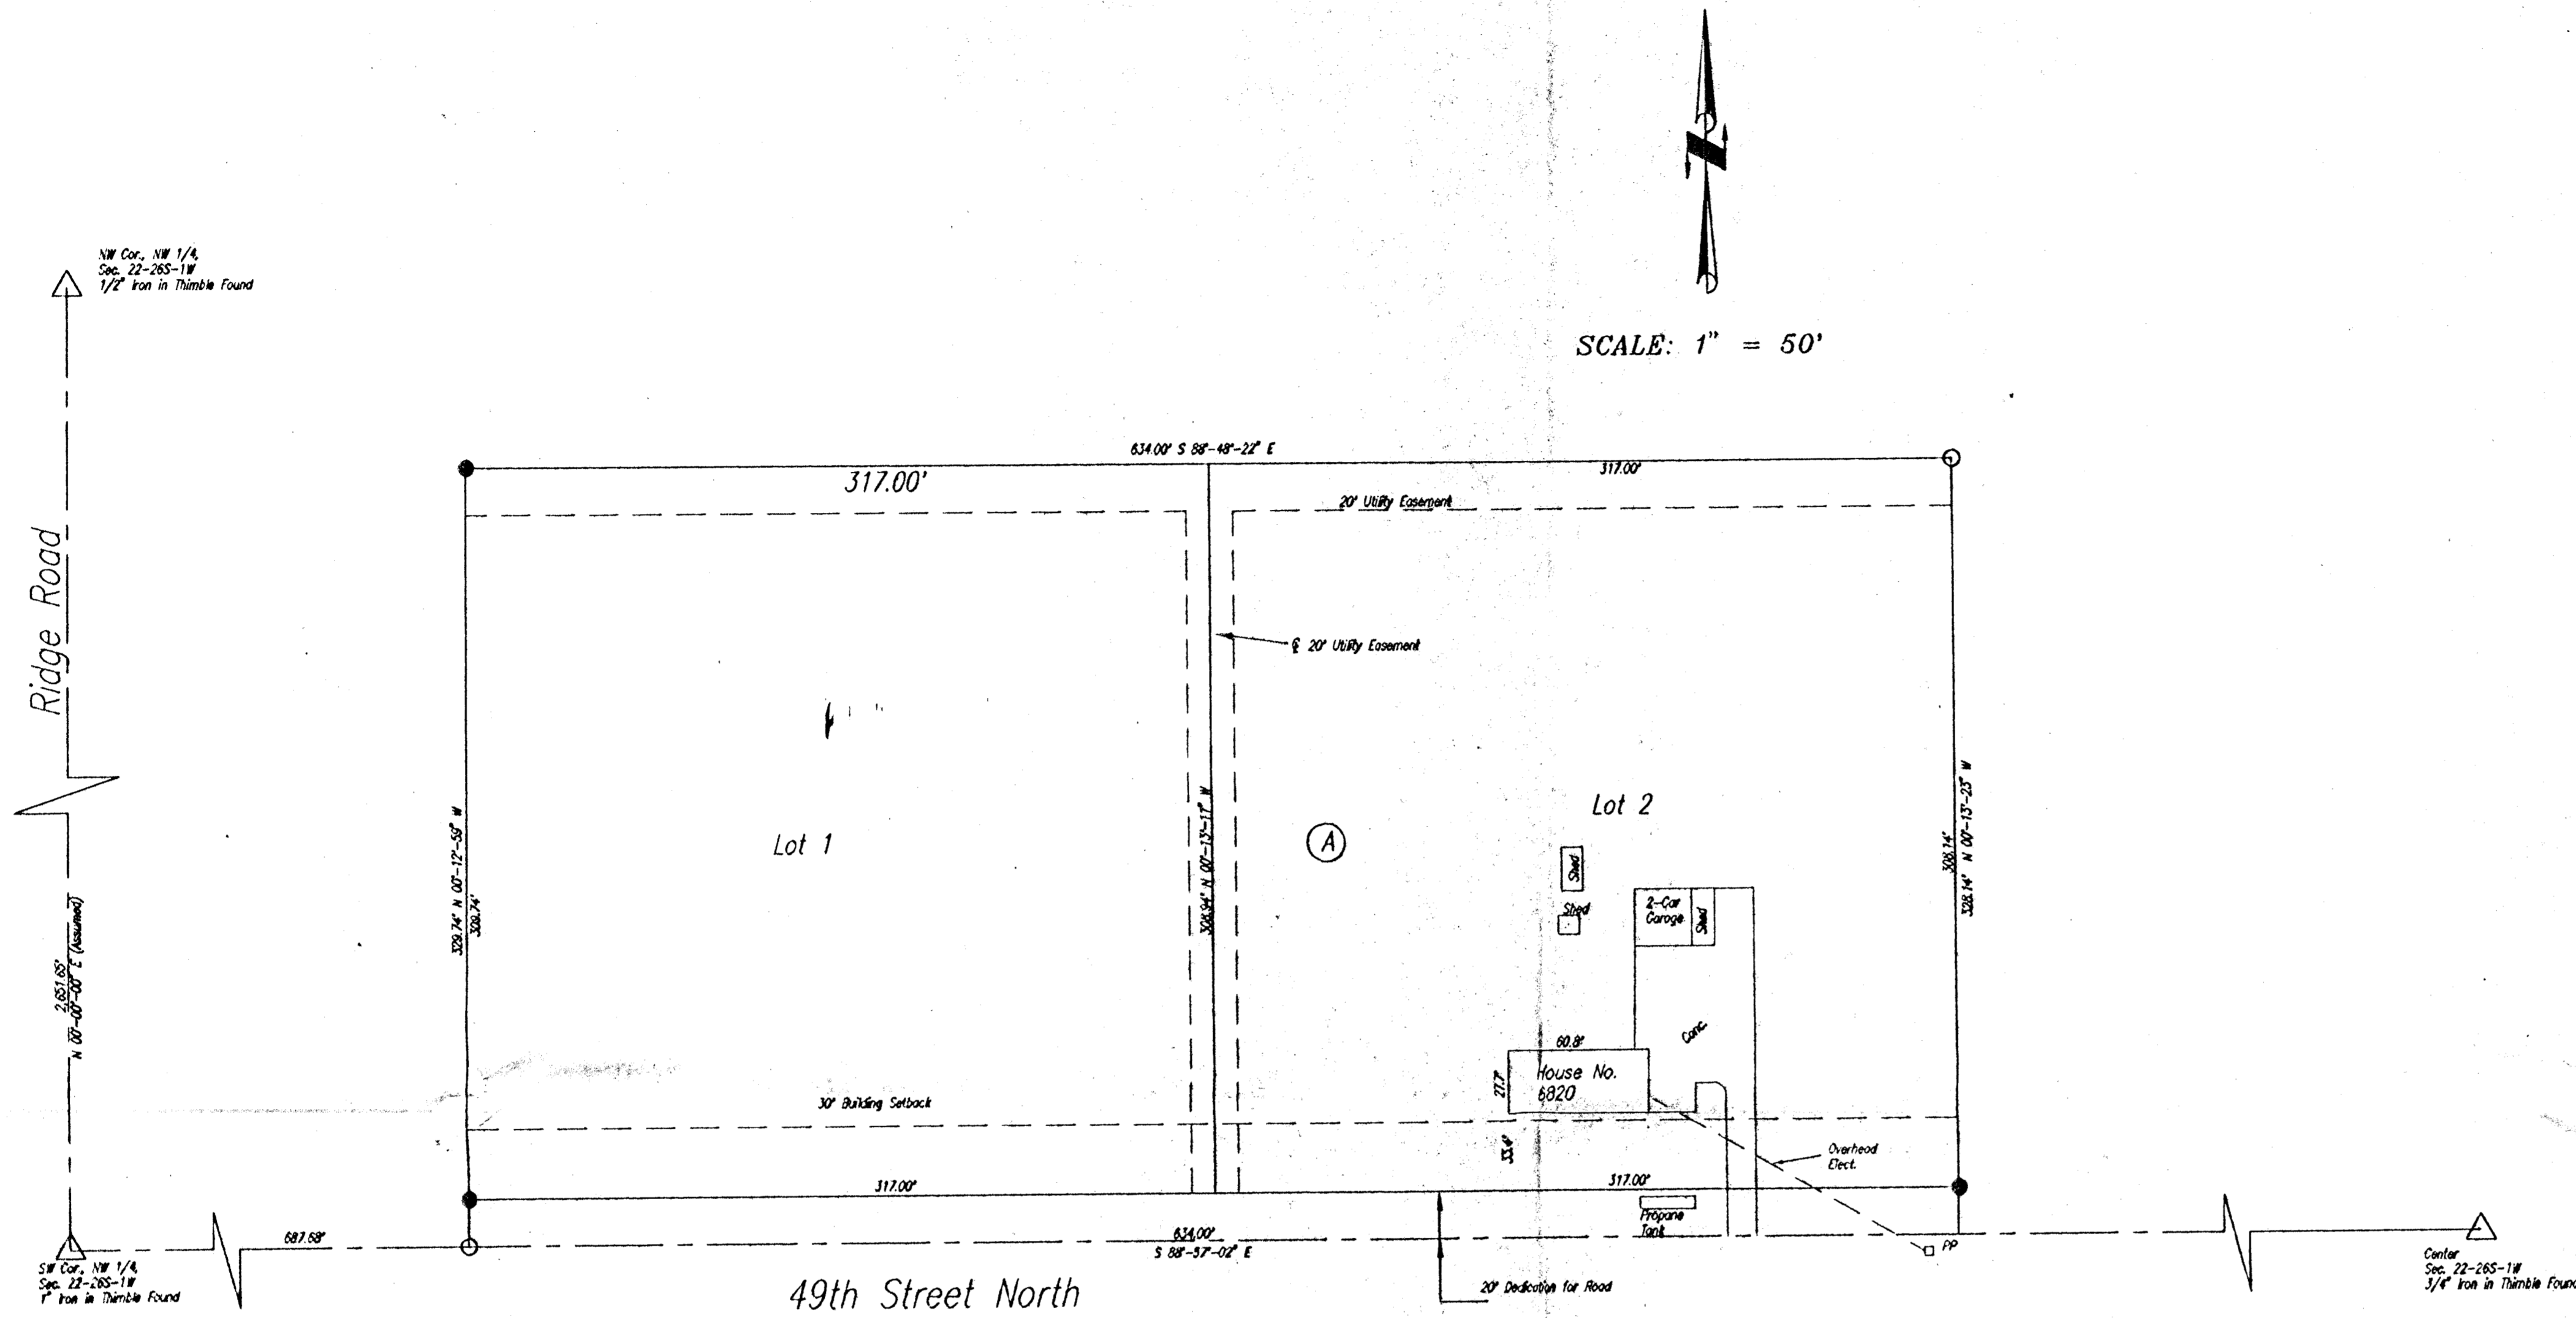 NW Cor., NW 1/4,
Sec. 22-26S-1W
1/2" Iron in Thimble Found
SCALE: 1" = 50'
634.00' S 88°-48'-22" E
317.00'
317.00'
20' Utility Easement
Ridge Road
℄ 20' Utility Easement
Lot 1
Lot 2
A
329.74' N 00°-12'-59" W
309.74'
308.94' N 00°-13'-11" W
308.14'
328.14' N 00°-13'-23" W
Shed
Shed
2-Car
Garage
Shed
2,651.65'
N 00°-00'-00" E (Assumed)
Conc.
60.8'
27.7'
House No.
6820
30' Building Setback
33.4'
Overhead
Elect.
317.00'
317.00'
Propane
Tank
687.68'
634.00'
S 88°-57'-02" E
PP
SW Cor., NW 1/4,
Sec. 22-26S-1W
1" Iron in Thimble Found
49th Street North
20' Dedication for Road
Center
Sec. 22-26S-1W
3/4" Iron in Thimble Found